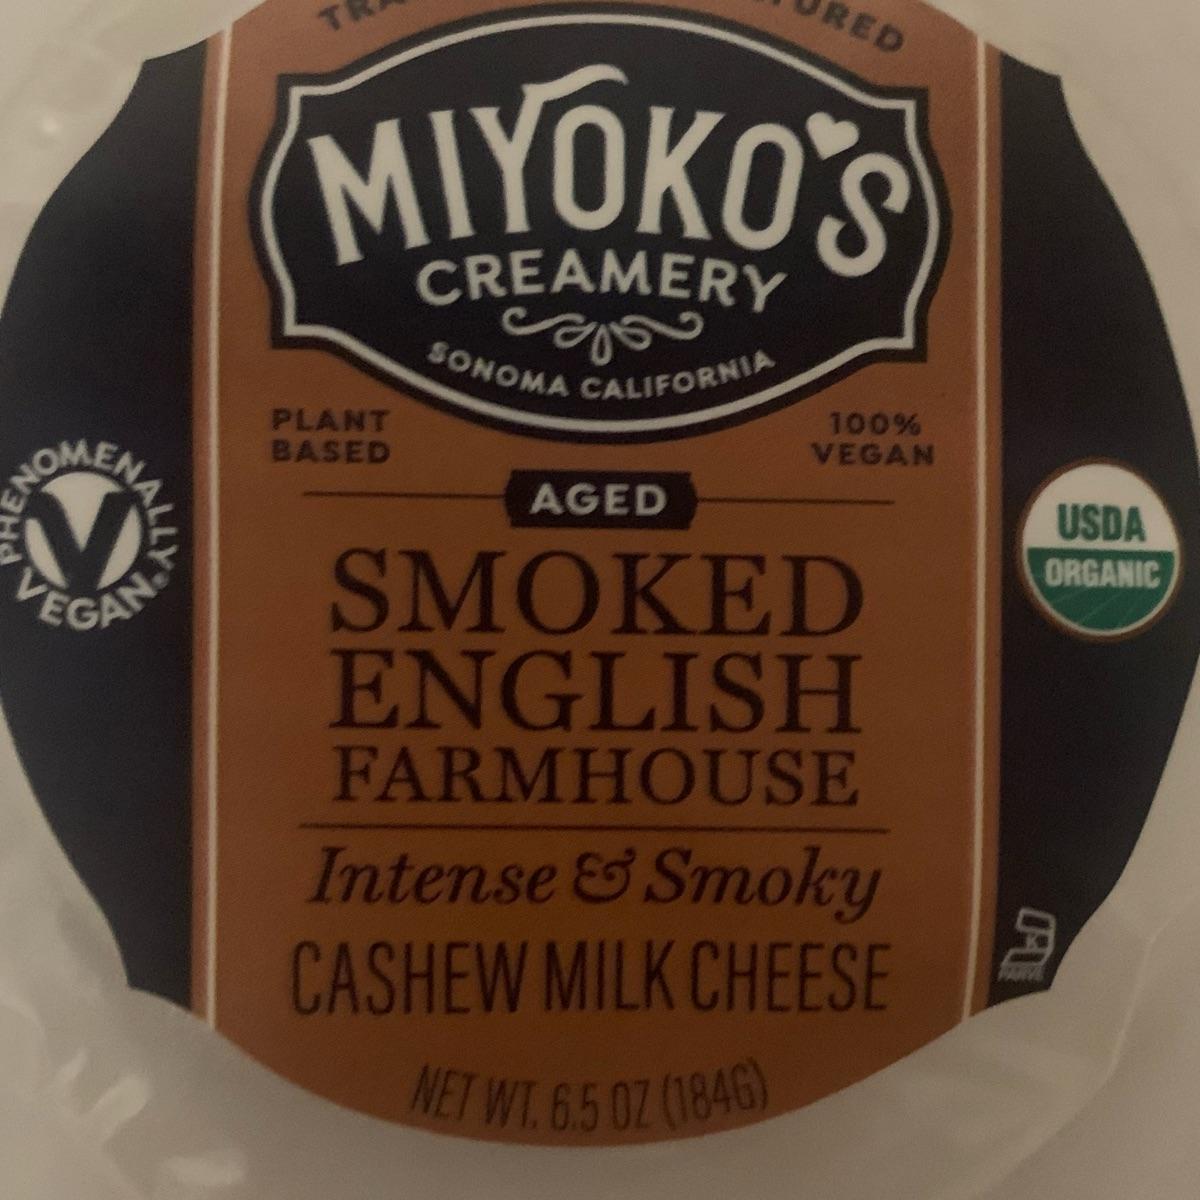 MIYOKO'S
CREAMERY
SONOMA CALIFORNIA
PLANT
BASED
100%
VEGAN
AGED
PHENOMENALLY
V
VEGAN
USDA
ORGANIC
SMOKED
ENGLISH
FARMHOUSE
Intense & Smoky
CASHEW MILK CHEESE
K
PARVE
NET WT. 6.5 OZ (184G)